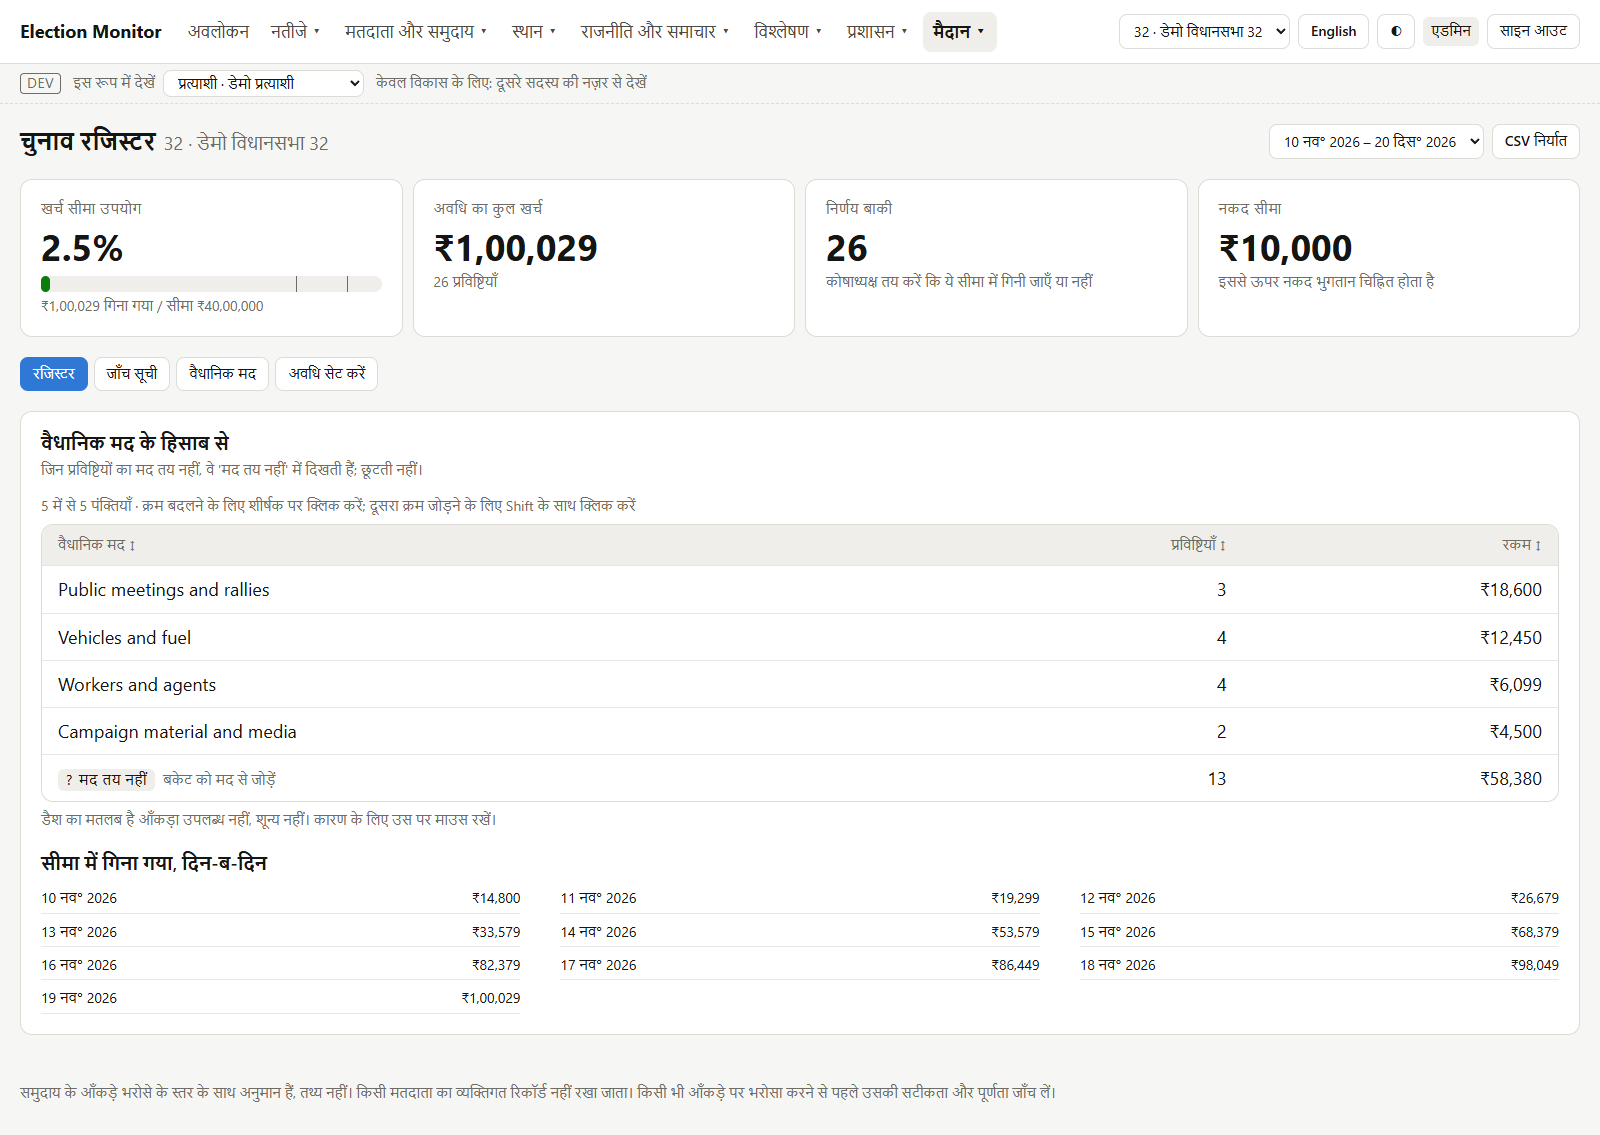 Election Monitor अवलोकन नतीजे ▾ मतदाता और समुदाय ▾ स्थान ▾ राजनीति और समाचार ▾ विश्लेषण ▾ प्रशासन ▾ मैदान ▾ 32 · डेमो विधानसभा 32 English एडमिन साइन आउट
DEV इस रूप में देखें प्रत्याशी · डेमो प्रत्याशी केवल विकास के लिए: दूसरे सदस्य की नज़र से देखें
चुनाव रजिस्टर 32 · डेमो विधानसभा 32 10 नव° 2026 – 20 दिस° 2026 CSV निर्यात
खर्च सीमा उपयोग
2.5%
₹1,00,029 गिना गया / सीमा ₹40,00,000
अवधि का कुल खर्च
₹1,00,029
26 प्रविष्टियाँ
निर्णय बाकी
26
कोषाध्यक्ष तय करें कि ये सीमा में गिनी जाएँ या नहीं
नकद सीमा
₹10,000
इससे ऊपर नकद भुगतान चिह्नित होता है
रजिस्टर जाँच सूची वैधानिक मद अवधि सेट करें
वैधानिक मद के हिसाब से
जिन प्रविष्टियों का मद तय नहीं, वे 'मद तय नहीं' में दिखती हैं; छूटती नहीं।
5 में से 5 पंक्तियाँ · क्रम बदलने के लिए शीर्षक पर क्लिक करें; दूसरा क्रम जोड़ने के लिए Shift के साथ क्लिक करें
वैधानिक मद ↕ प्रविष्टियाँ ↕ रकम ↕
Public meetings and rallies 3 ₹18,600
Vehicles and fuel 4 ₹12,450
Workers and agents 4 ₹6,099
Campaign material and media 2 ₹4,500
? मद तय नहीं बकेट को मद से जोड़ें 13 ₹58,380
डैश का मतलब है आँकड़ा उपलब्ध नहीं, शून्य नहीं। कारण के लिए उस पर माउस रखें।
सीमा में गिना गया, दिन-ब-दिन
10 नव° 2026 ₹14,800 11 नव° 2026 ₹19,299 12 नव° 2026 ₹26,679
13 नव° 2026 ₹33,579 14 नव° 2026 ₹53,579 15 नव° 2026 ₹68,379
16 नव° 2026 ₹82,379 17 नव° 2026 ₹86,449 18 नव° 2026 ₹98,049
19 नव° 2026 ₹1,00,029
समुदाय के आँकड़े भरोसे के स्तर के साथ अनुमान हैं, तथ्य नहीं। किसी मतदाता का व्यक्तिगत रिकॉर्ड नहीं रखा जाता। किसी भी आँकड़े पर भरोसा करने से पहले उसकी सटीकता और पूर्णता जाँच लें।